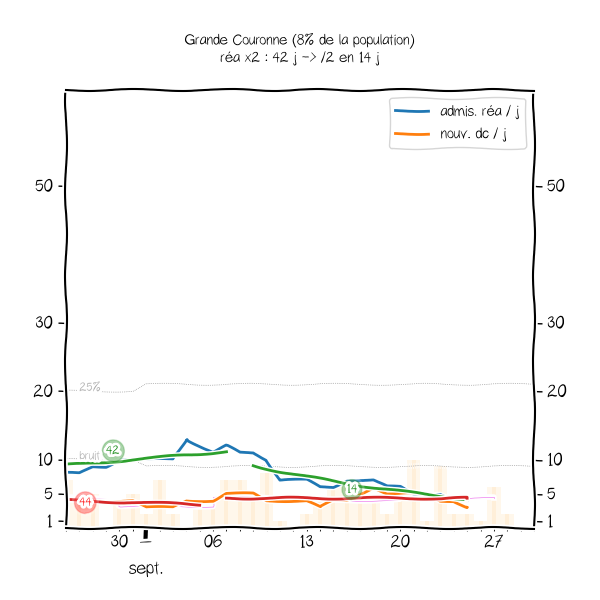 Grande Couronne (8% de la population)
réa x2 : 42 j -> /2 en 14 j
admis. réa / j
nouv. dc / j
50 50
30 30
25%
20 20
42
bruit
10 10
14
5 5
44
1 1
30 1 06 13 20 27
sept.